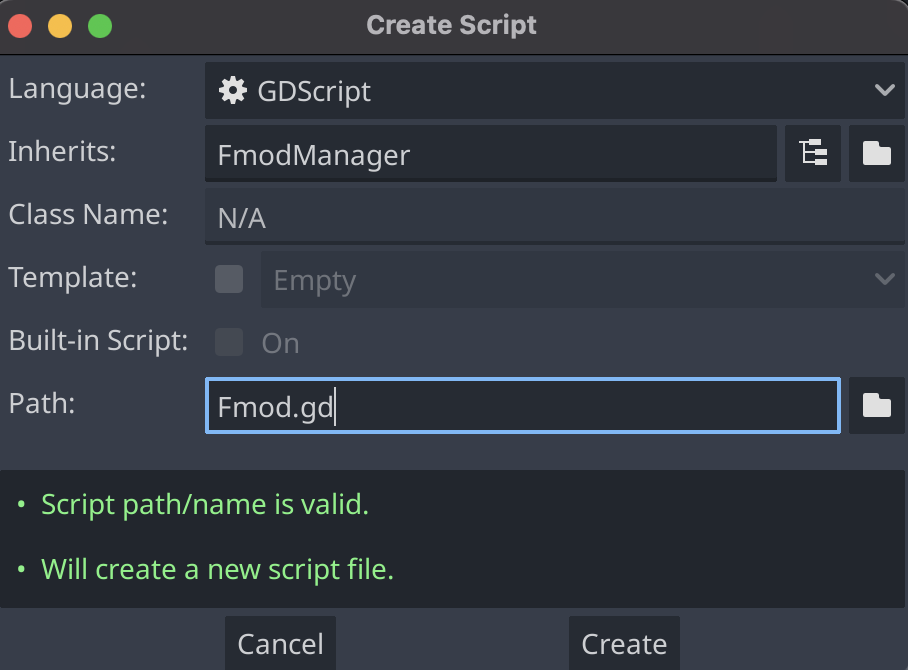 Create Script
Language: GDScript
Inherits: FmodManager
Class Name: N/A
Template: Empty
Built-in Script: On
Path: Fmod.gd
• Script path/name is valid.
• Will create a new script file.
Cancel Create